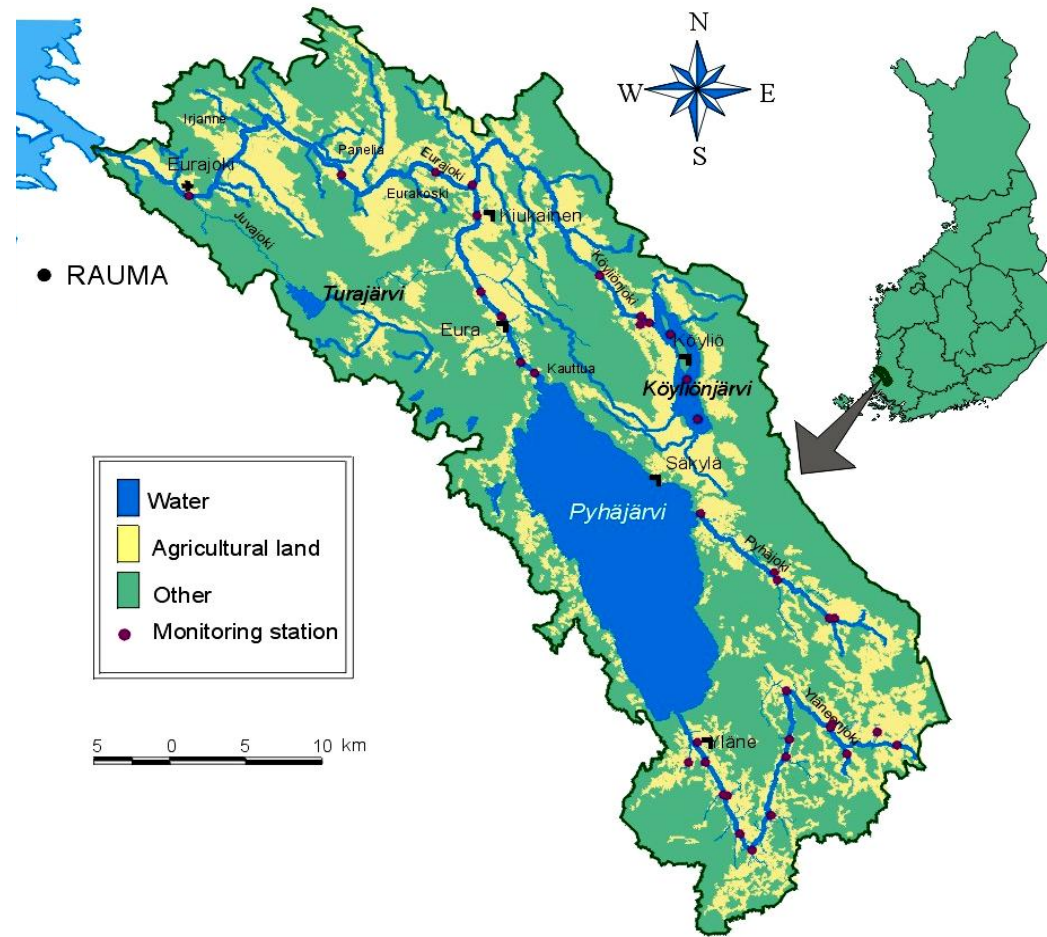 N
W E
S
Irjanne
Panelia
Eurajoki
Eurajoki
Eurakoski
Kiukainen
Juvajoki
RAUMA
Köyliönjoki
Turajärvi
Eura
Köyliö
Kauttua
Köyliönjärvi
Säkylä
Pyhäjärvi
Pyhäjoki
Water
Agricultural land
Other
Monitoring station
Yläneenjoki
Yläne
5 0 5 10 km